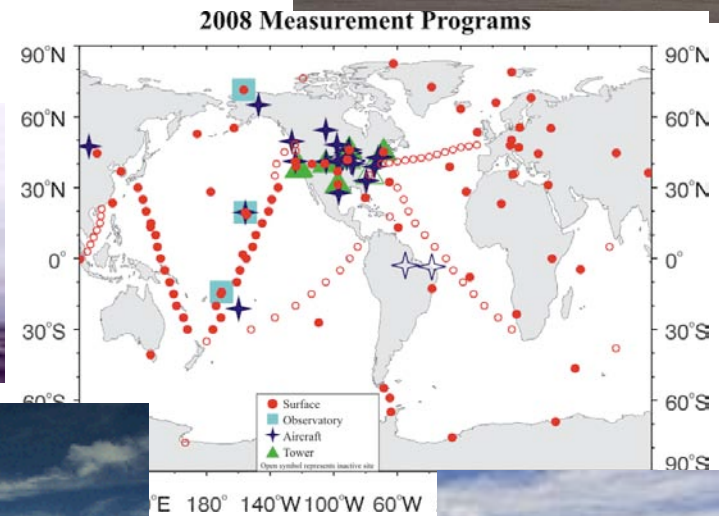 2008 Measurement Programs
90°N 90°N
60°N 60°N
30°N 30°N
0° 0°
30°S 30°S
60°S 60°S
Surface
Observatory
Aircraft
Tower
Open symbol represents inactive site
90°S
°E 180° 140°W 100°W 60°W